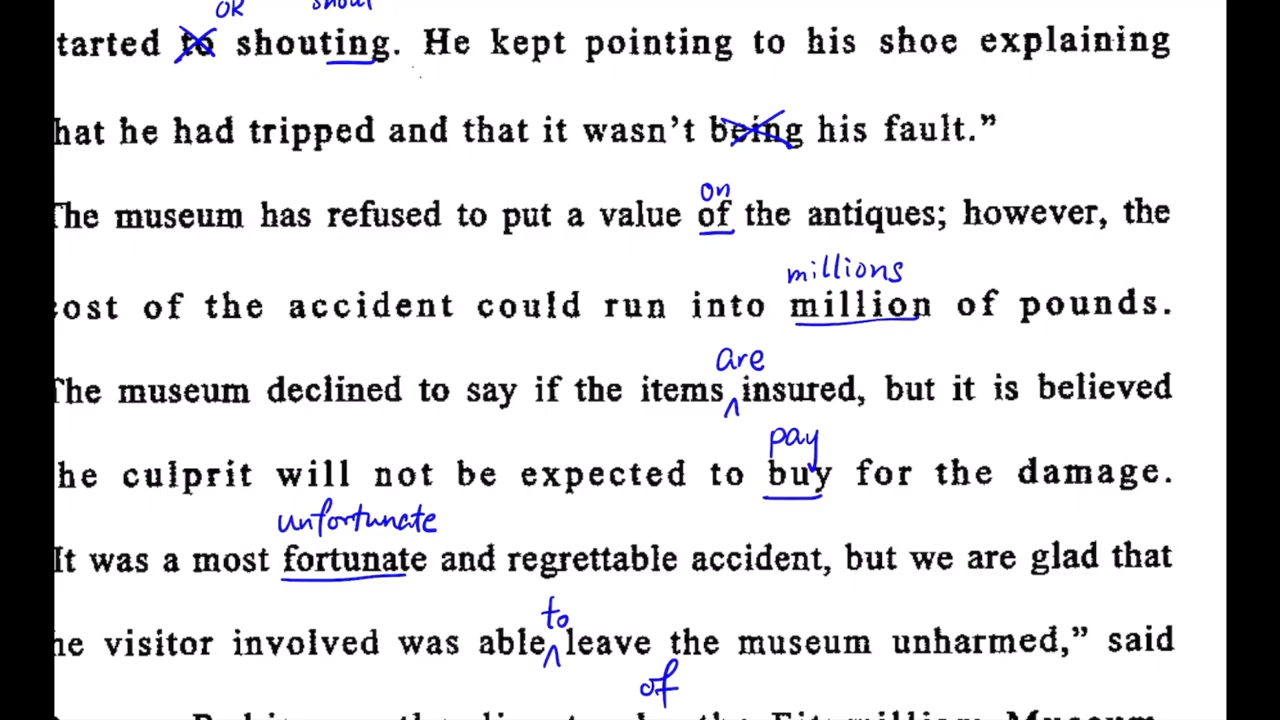 OR shout
tarted to shouting. He kept pointing to his shoe explaining
hat he had tripped and that it wasn't being his fault."
on
The museum has refused to put a value of the antiques; however, the
millions
cost of the accident could run into million of pounds.
are
The museum declined to say if the items insured, but it is believed
pay
he culprit will not be expected to buy for the damage.
unfortunate
It was a most fortunate and regrettable accident, but we are glad that
to
he visitor involved was able leave the museum unharmed," said
of
the Fitzwilliam Museum